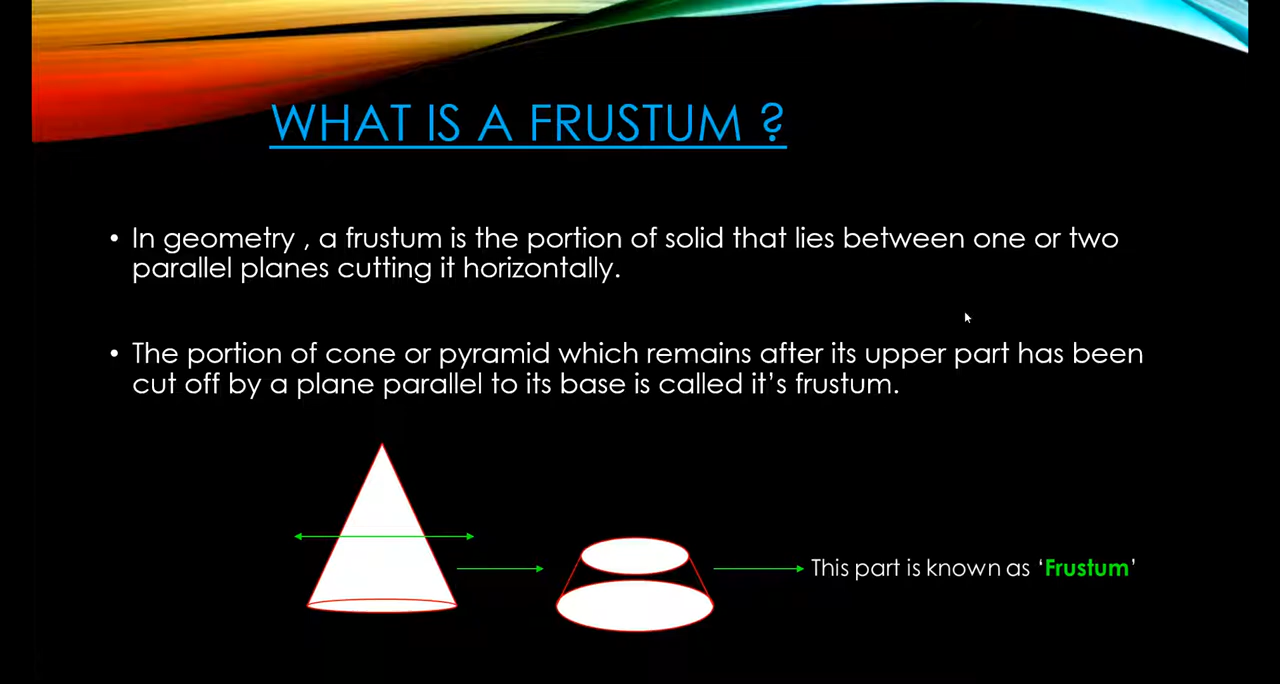 WHAT IS A FRUSTUM ?
• In geometry , a frustum is the portion of solid that lies between one or two
parallel planes cutting it horizontally.
• The portion of cone or pyramid which remains after its upper part has been
cut off by a plane parallel to its base is called it’s frustum.
This part is known as ‘Frustum’